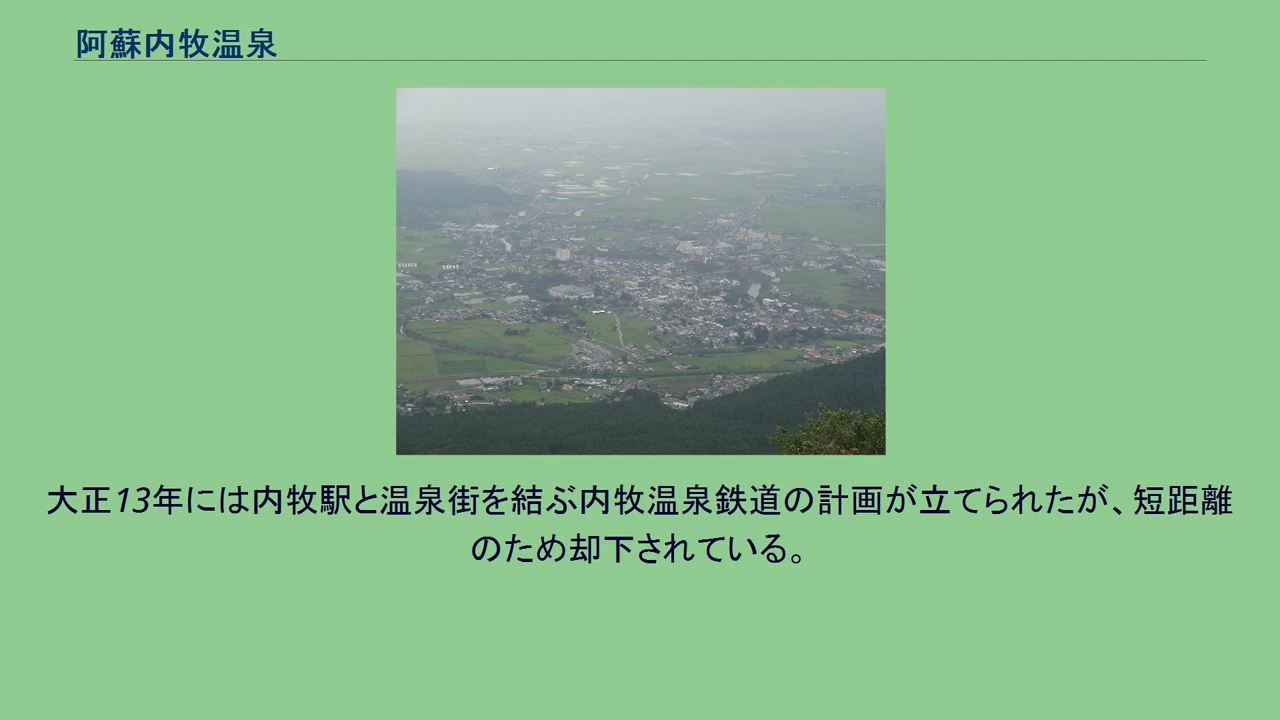 阿蘇内牧温泉
大正13年には内牧駅と温泉街を結ぶ内牧温泉鉄道の計画が立てられたが、短距離
のため却下されている。